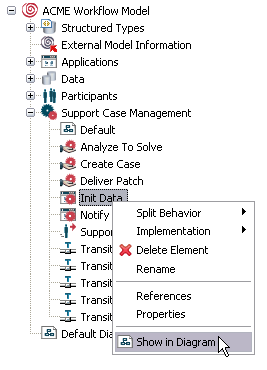 ACME Workflow Model
Structured Types
External Model Information
Applications
Data
Participants
Support Case Management
Default
Analyze To Solve
Create Case
Deliver Patch
Init Data
Notify
Suppo
Transit
Transit
Transit
Transit
Transit
Default Dia
Split Behavior
Implementation
Delete Element
Rename
References
Properties
Show in Diagram